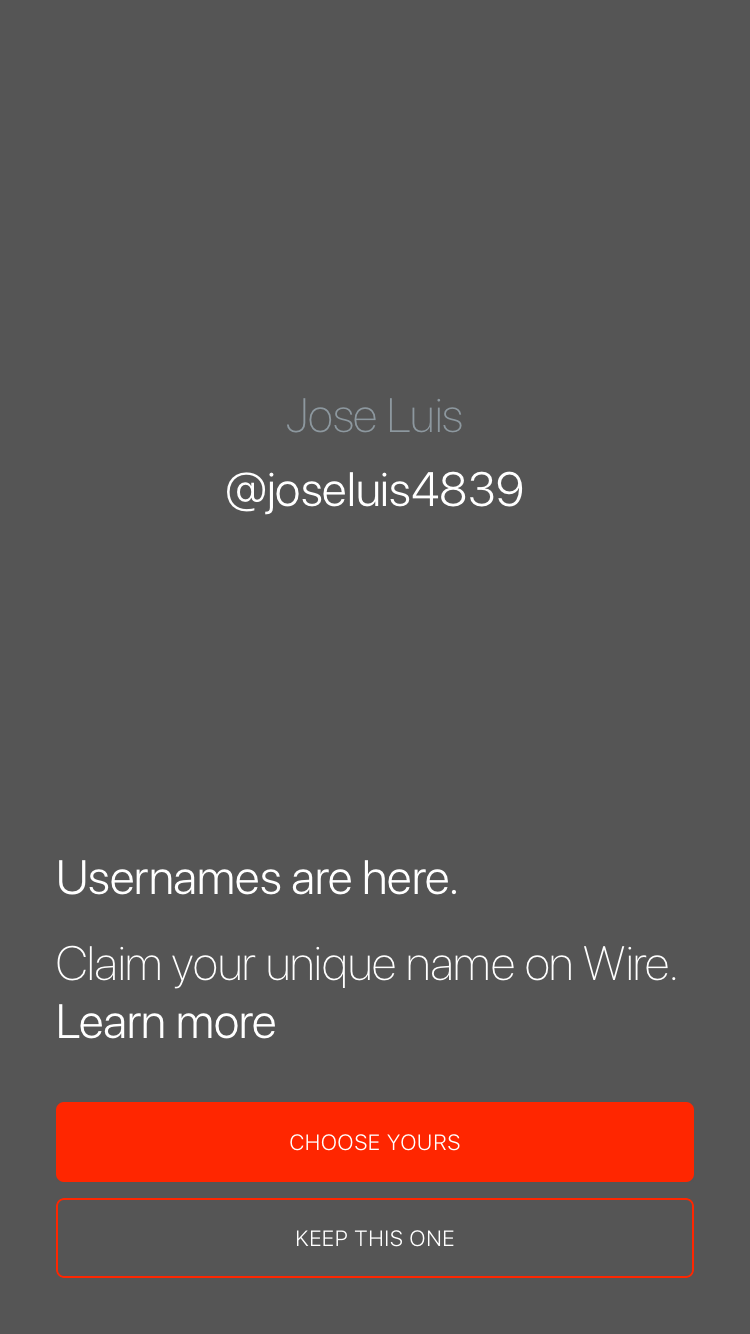 Jose Luis
@joseluis4839
Usernames are here.
Claim your unique name on Wire.
Learn more
CHOOSE YOURS
KEEP THIS ONE